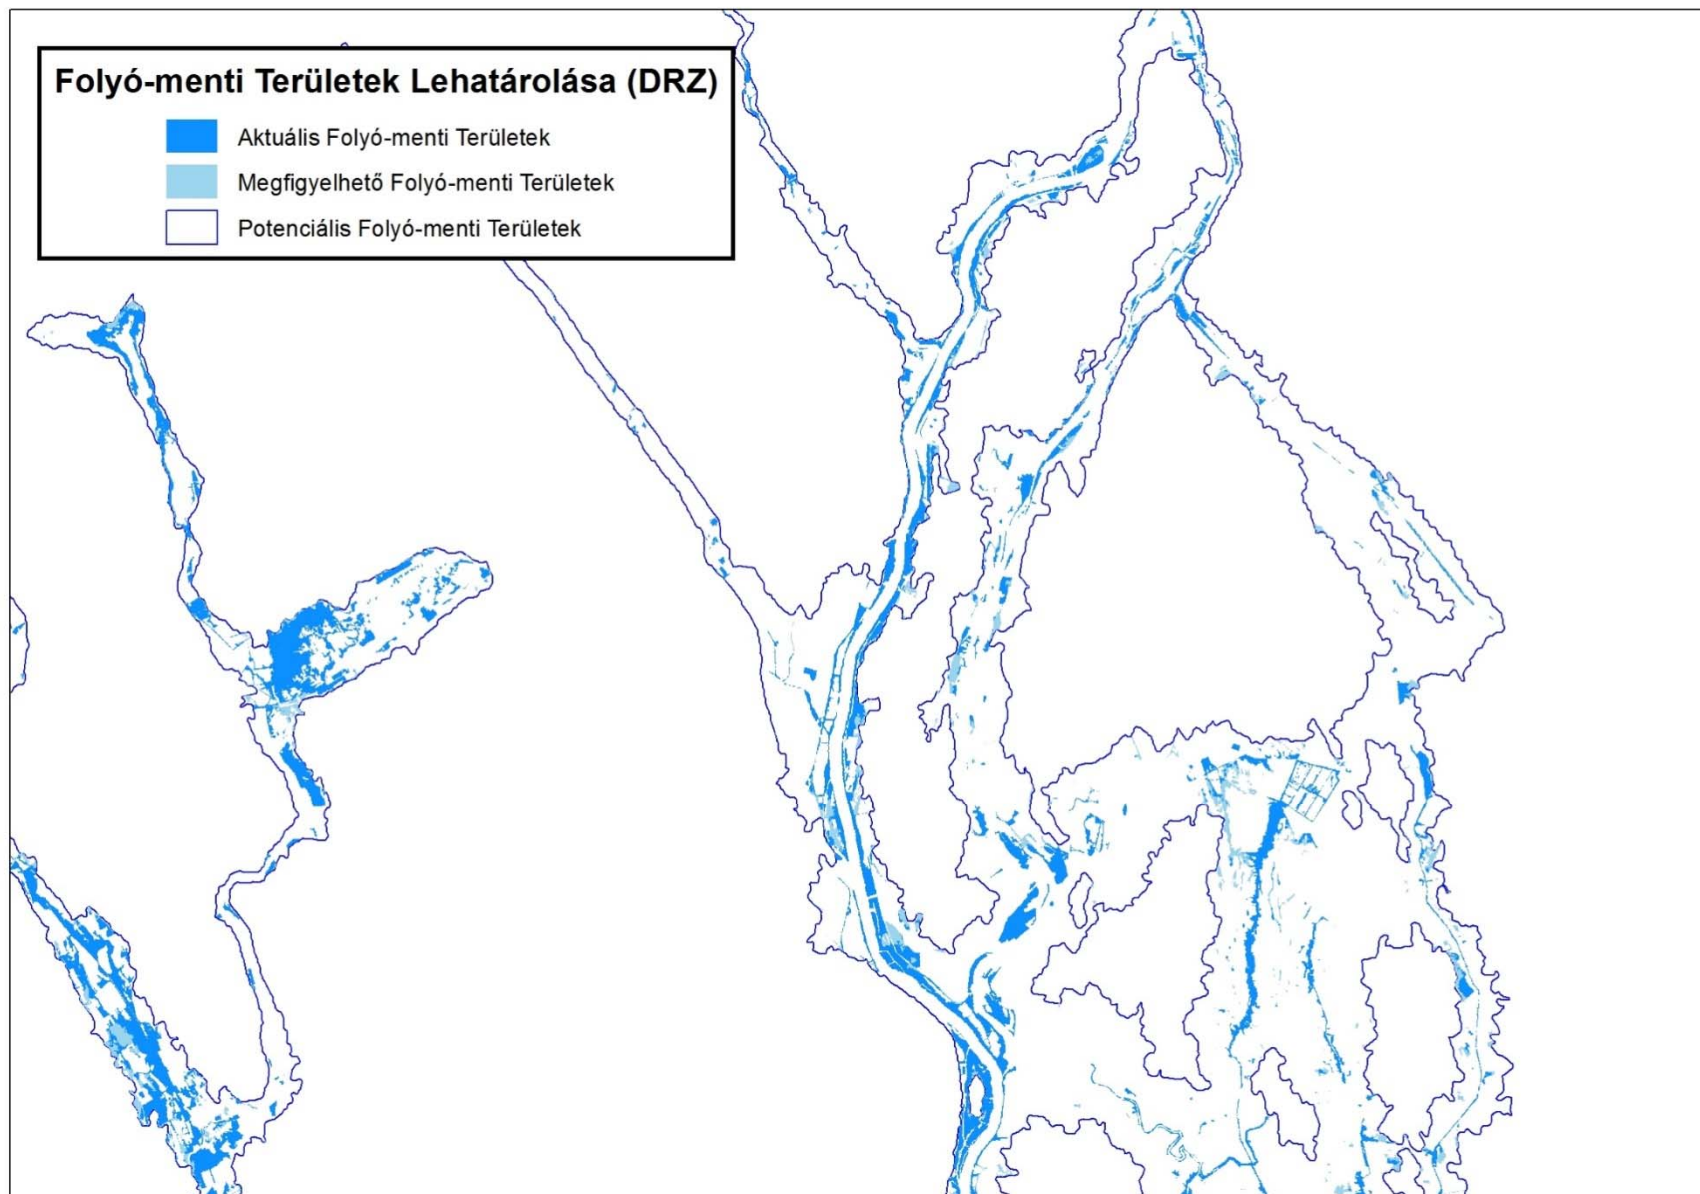 Folyó-menti Területek Lehatárolása (DRZ)
Aktuális Folyó-menti Területek
Megfigyelhető Folyó-menti Területek
Potenciális Folyó-menti Területek